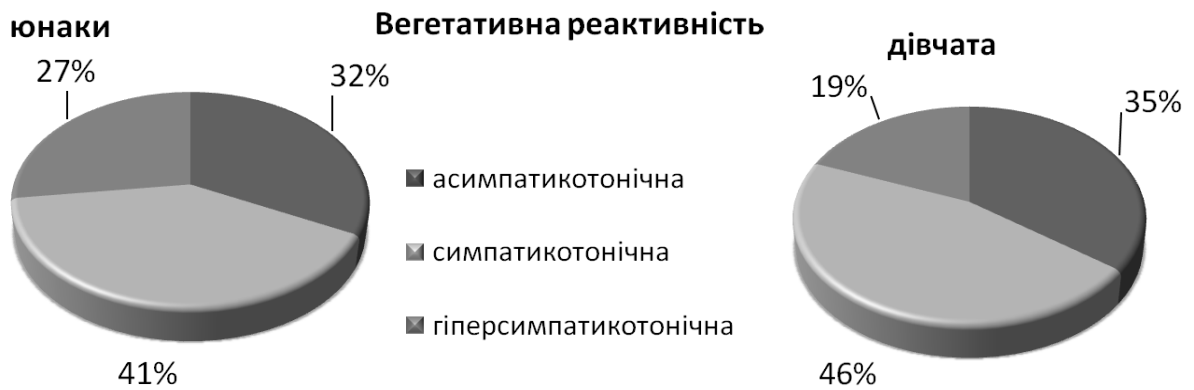 Вегетативна реактивність
юнаки
27%
32%
41%
асимпатикотонічна
симпатикотонічна
гіперсимпатикотонічна
дівчата
19%
35%
46%